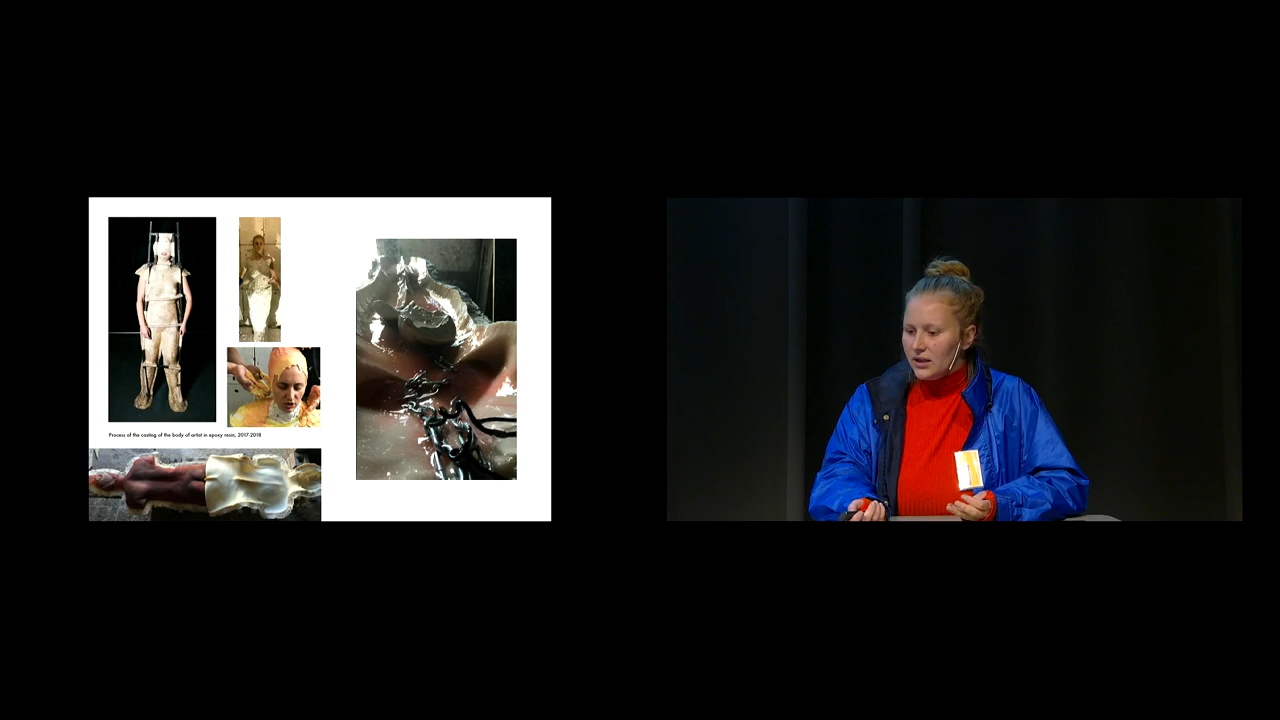 Process of the casting of the body of artist in epoxy resin, 2017-2018